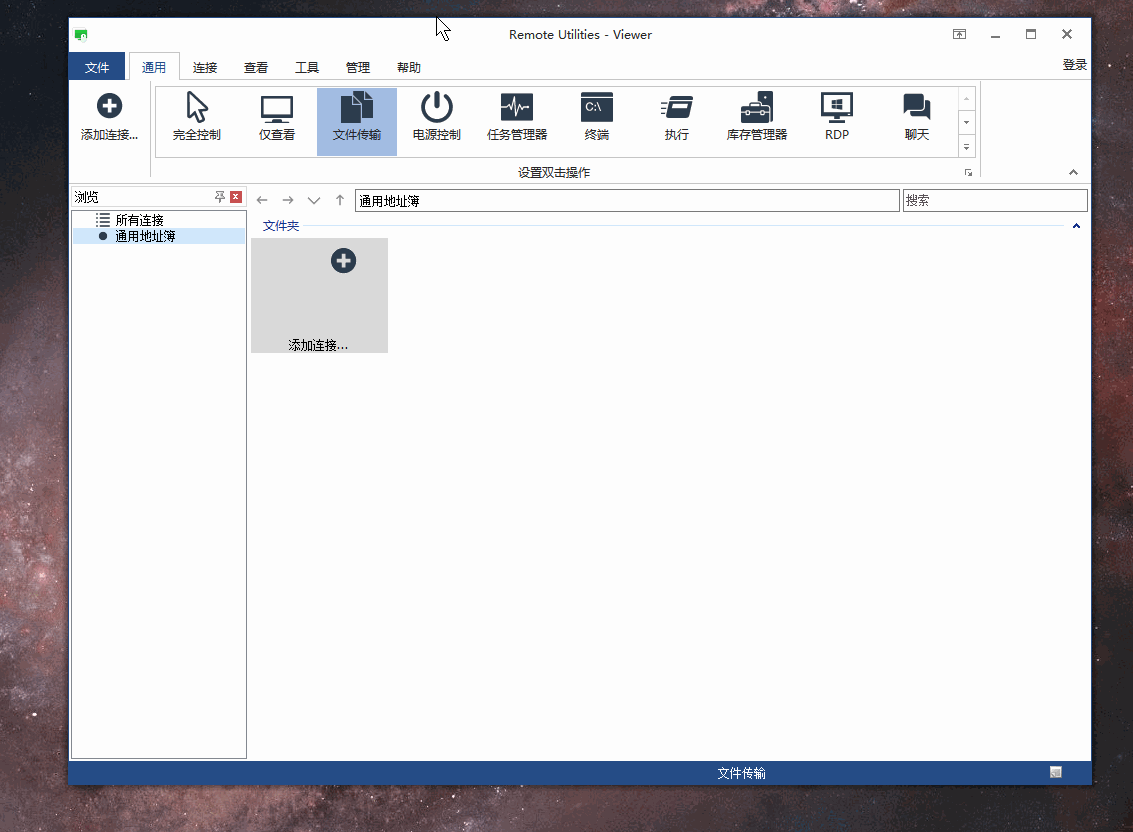 Remote Utilities - Viewer
文件 通用 连接 查看 工具 管理 帮助 登录
添加连接... 完全控制 仅查看 文件传输 电源控制 任务管理器 终端 执行 库存管理器 RDP 聊天
C:\
设置双击操作
浏览 通用地址簿 搜索
所有连接
通用地址簿
文件夹
添加连接...
文件传输